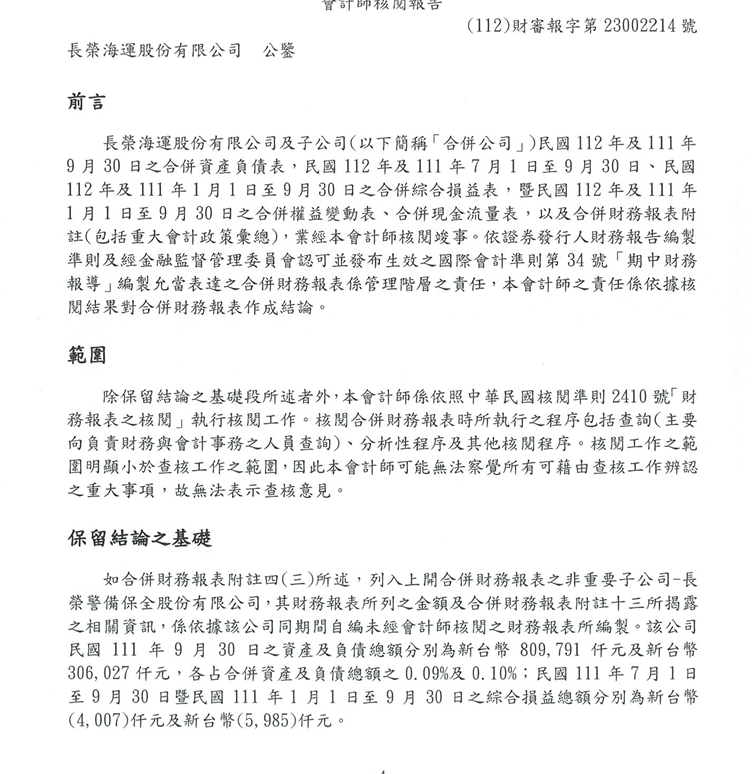 會計師核閱報告
(112)財審報字第 23002214 號
長榮海運股份有限公司　公鑒
前言
長榮海運股份有限公司及子公司(以下簡稱「合併公司」)民國 112 年及 111 年
9 月 30 日之合併資產負債表，民國 112 年及 111 年 7 月 1 日至 9 月 30 日、民國
112 年及 111 年 1 月 1 日至 9 月 30 日之合併綜合損益表，暨民國 112 年及 111 年
1 月 1 日至 9 月 30 日之合併權益變動表、合併現金流量表，以及合併財務報表附
註(包括重大會計政策彙總)，業經本會計師核閱竣事。依證券發行人財務報告編製
準則及經金融監督管理委員會認可並發布生效之國際會計準則第 34 號「期中財務
報導」編製允當表達之合併財務報表係管理階層之責任，本會計師之責任係依據核
閱結果對合併財務報表作成結論。
範圍
除保留結論之基礎段所述者外，本會計師係依照中華民國核閱準則 2410 號「財
務報表之核閱」執行核閱工作。核閱合併財務報表時所執行之程序包括查詢(主要
向負責財務與會計事務之人員查詢)、分析性程序及其他核閱程序。核閱工作之範
圍明顯小於查核工作之範圍，因此本會計師可能無法察覺所有可藉由查核工作辨認
之重大事項，故無法表示查核意見。
保留結論之基礎
如合併財務報表附註四(三)所述，列入上開合併財務報表之非重要子公司-長
榮警備保全股份有限公司，其財務報表所列之金額及合併財務報表附註十三所揭露
之相關資訊，係依據該公司同期間自編未經會計師核閱之財務報表所編製。該公司
民國 111 年 9 月 30 日之資產及負債總額分別為新台幣 809,791 仟元及新台幣
306,027 仟元，各占合併資產及負債總額之 0.09%及 0.10%；民國 111 年 7 月 1 日
至 9 月 30 日暨民國 111 年 1 月 1 日至 9 月 30 日之綜合損益總額分別為新台幣
(4,007)仟元及新台幣(5,985)仟元。